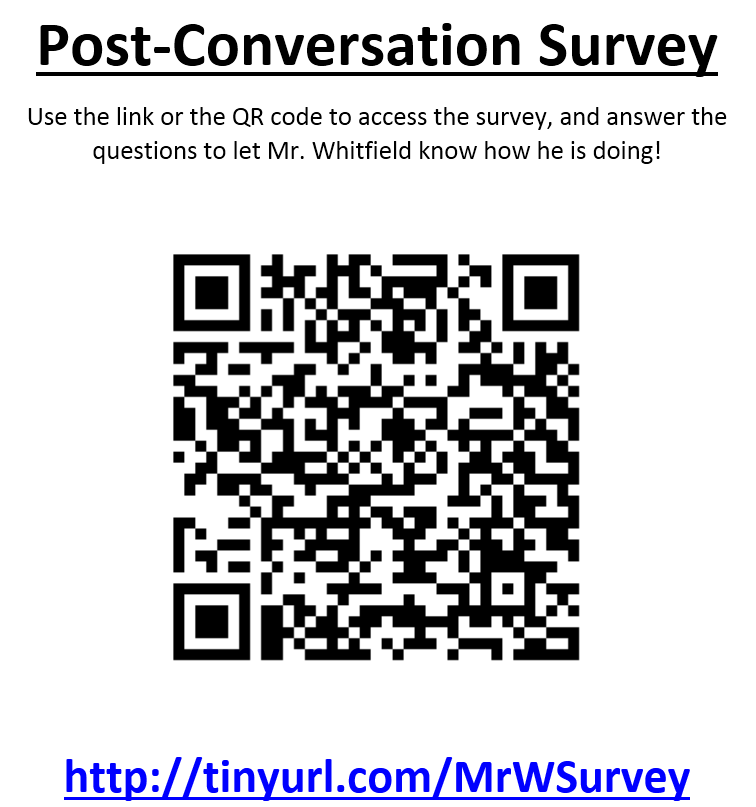 Post-Conversation Survey
Use the link or the QR code to access the survey, and answer the
questions to let Mr. Whitfield know how he is doing!
http://tinyurl.com/MrWSurvey